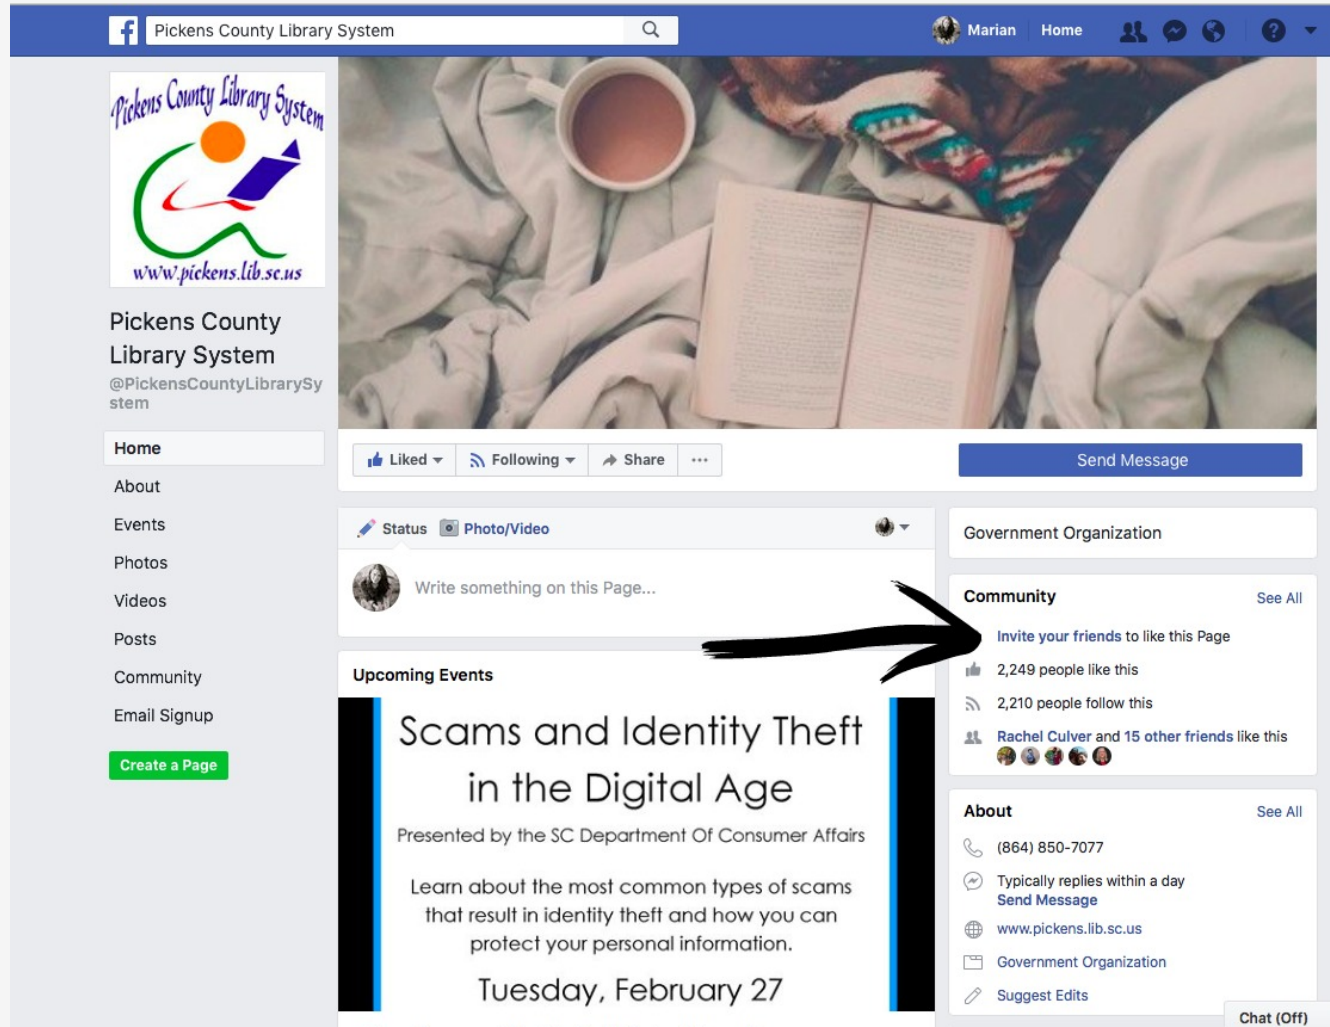 Pickens County Library System
Marian
Home
Pickens County Library System
www.pickens.lib.sc.us
Pickens County
Library System
@PickensCountyLibrarySy
stem
Home
About
Events
Photos
Videos
Posts
Community
Email Signup
Create a Page
Liked
Following
Share
Send Message
Status
Photo/Video
Write something on this Page...
Upcoming Events
Scams and Identity Theft
in the Digital Age
Presented by the SC Department Of Consumer Affairs
Learn about the most common types of scams
that result in identity theft and how you can
protect your personal information.
Tuesday, February 27
Government Organization
Community
See All
Invite your friends to like this Page
2,249 people like this
2,210 people follow this
Rachel Culver and 15 other friends like this
About
See All
(864) 850-7077
Typically replies within a day
Send Message
www.pickens.lib.sc.us
Government Organization
Suggest Edits
Chat (Off)